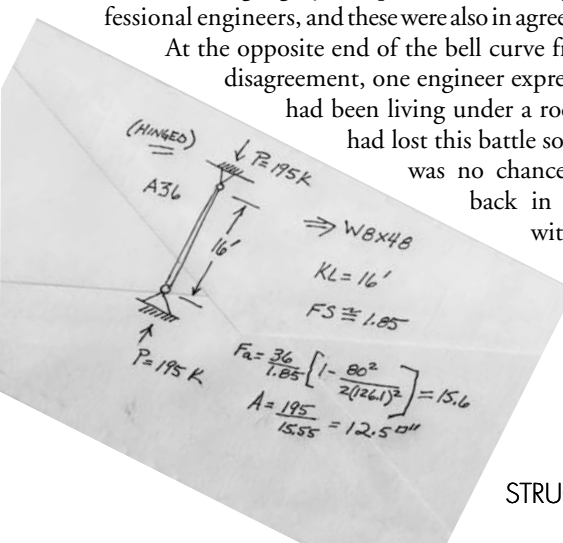 fessional engineers, and these were also in agree
At the opposite end of the bell curve fi
disagreement, one engineer expre
had been living under a ro
had lost this battle so
was no chance
back in
wit
(HINGED)
P=195K
A36
16'
⇒ W8x48
KL=16'
FS ≅ 1.85
P=195K
Fa= 36/1.85 [1- 80²/2(126.1)²] =15.6
A= 195/15.55 = 12.5 □"
STRU